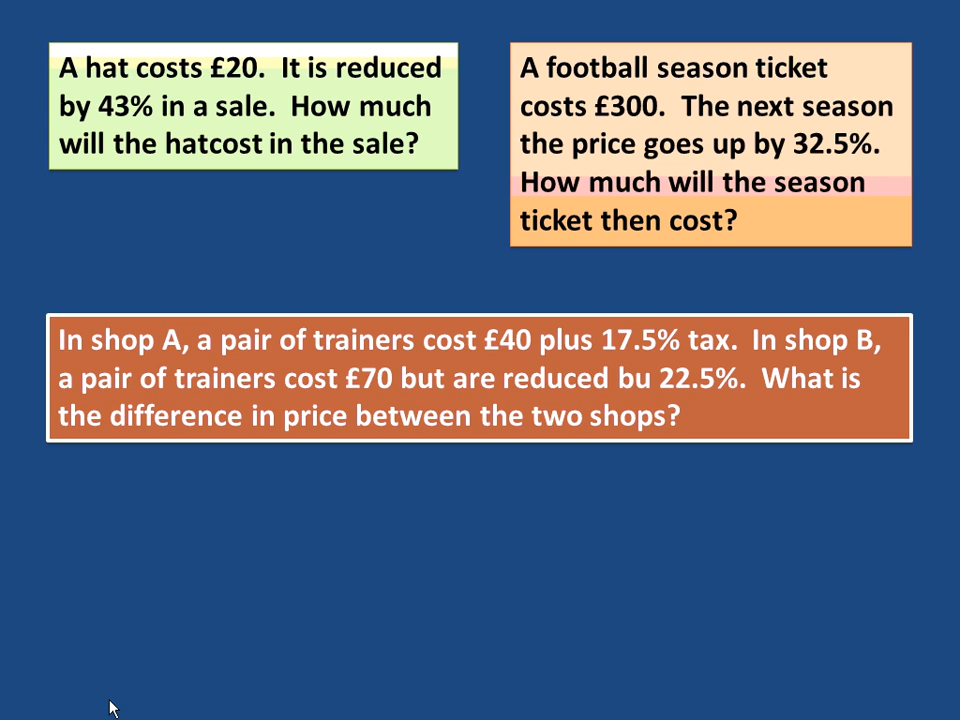 A hat costs £20.  It is reduced
by 43% in a sale.  How much
will the hatcost in the sale?
A football season ticket
costs £300.  The next season
the price goes up by 32.5%.
How much will the season
ticket then cost?
In shop A, a pair of trainers cost £40 plus 17.5% tax.  In shop B,
a pair of trainers cost £70 but are reduced bu 22.5%.  What is
the difference in price between the two shops?